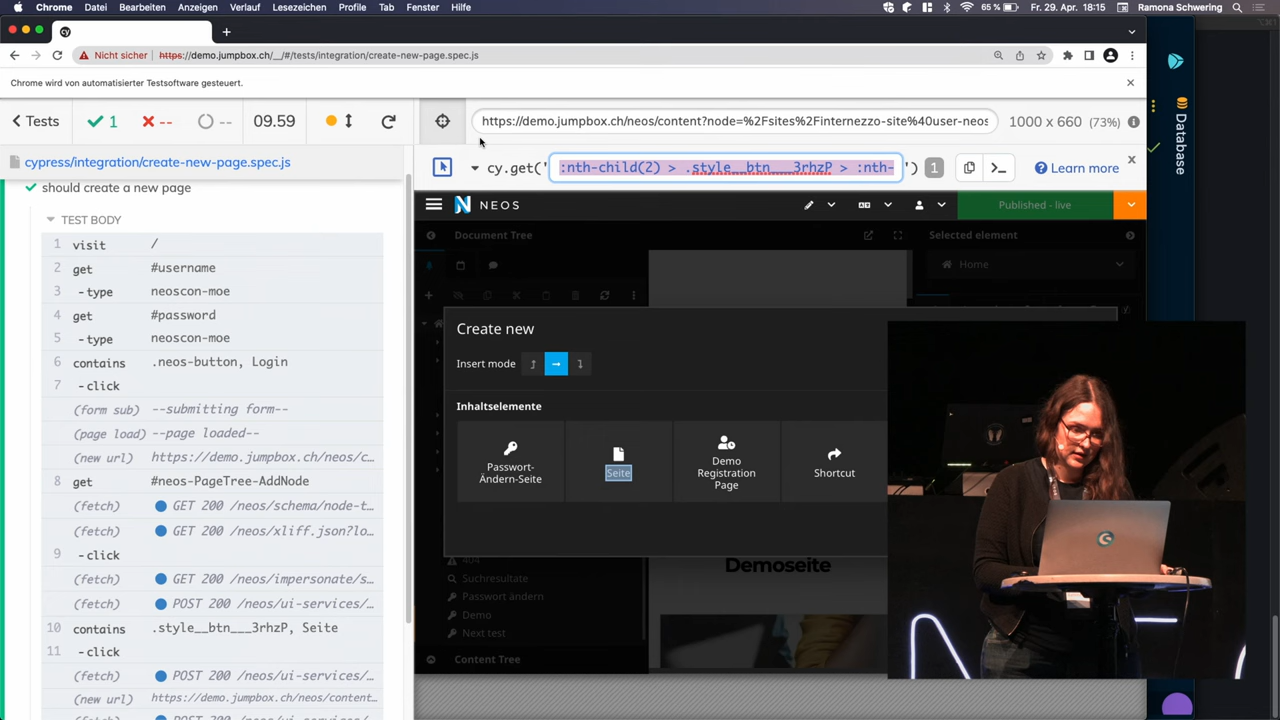 Chrome Datei Bearbeiten Anzeigen Verlauf Lesezeichen Profile Tab Fenster Hilfe 65 % Fr. 29. Apr. 18:15 Ramona Schwering
cy
Nicht sicher https://demo.jumpbox.ch/__/#/tests/integration/create-new-page.spec.js
Chrome wird von automatisierter Testsoftware gesteuert.
Tests 1 -- -- 09.59 https://demo.jumpbox.ch/neos/content?node=%2Fsites%2Finternezzo-site%40user-neos 1000 x 660 (73%)
cypress/integration/create-new-page.spec.js
cy.get(' :nth-child(2) > .style__btn___3rhzP > :nth- ') 1 Learn more
should create a new page
TEST BODY
1 visit /
2 get #username
3 -type neoscon-moe
4 get #password
5 -type neoscon-moe
6 contains .neos-button, Login
7 -click
(form sub) --submitting form--
(page load) --page loaded--
(new url) https://demo.jumpbox.ch/neos/c…
8 get #neos-PageTree-AddNode
(fetch) GET 200 /neos/schema/node-t…
(fetch) GET 200 /neos/xliff.json?lo…
9 -click
(fetch) GET 200 /neos/impersonate/s…
(fetch) POST 200 /neos/ui-services/…
10 contains .style__btn___3rhzP, Seite
11 -click
(fetch) POST 200 /neos/ui-services/…
(new url) https://demo.jumpbox.ch/neos/content…
(fetch) POST 200 /neos/ui-services/…
NEOS Published - live
Document Tree
Selected element
Home
Create new
Insert mode
Inhaltselemente
Passwort-
Ändern-Seite
Seite
Demo
Registration
Page
Shortcut
404
Suchresultate
Passwort ändern
Demo
Next test
Content Tree
Demoseite
Database